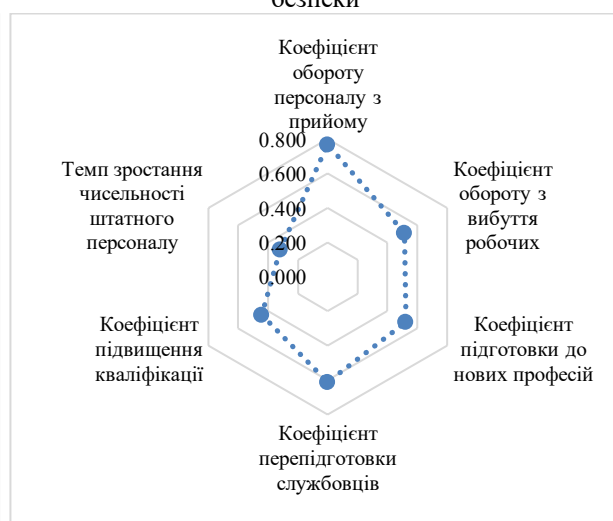 безпеки
Коефіцієнт
обороту
персоналу з
прийому
0.800
0.600
0.400
0.200
0.000
Коефіцієнт
обороту з
вибуття
робочих
Коефіцієнт
підготовки до
нових професій
Коефіцієнт
перепідготовки
службовців
Коефіцієнт
підвищення
кваліфікації
Темп зростання
чисельності
штатного
персоналу